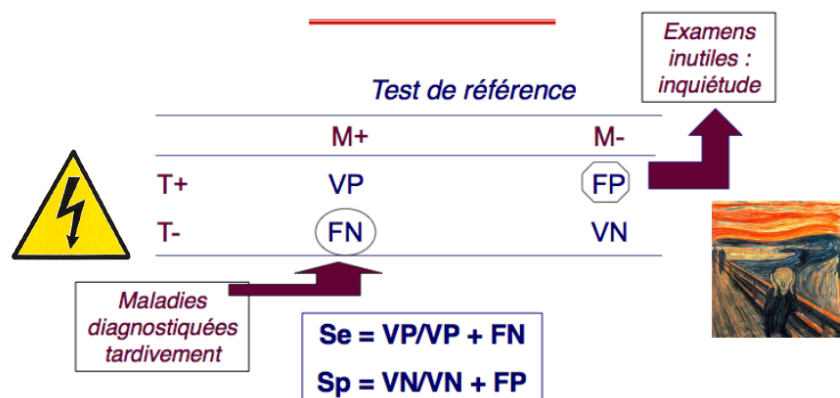 Examens
inutiles :
inquiétude
Test de référence
M+ M-
T+ VP FP
T- FN VN
Maladies
diagnostiquées
tardivement
Se = VP/VP + FN
Sp = VN/VN + FP